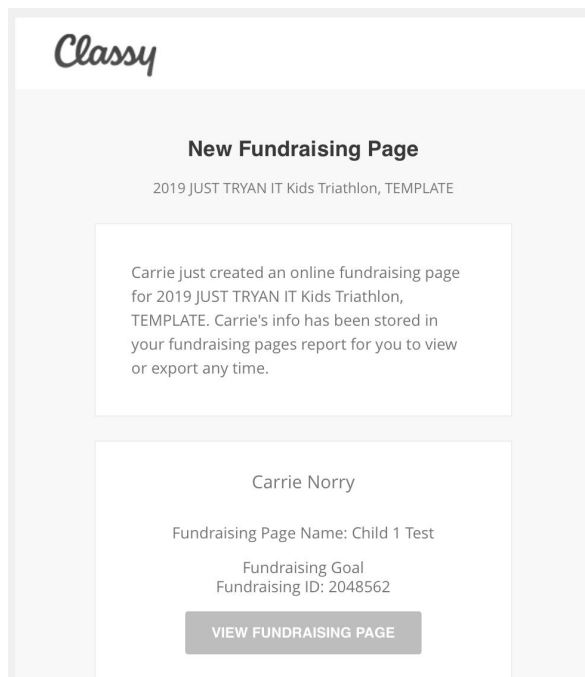 Classy
New Fundraising Page
2019 JUST TRYAN IT Kids Triathlon, TEMPLATE
Carrie just created an online fundraising page
for 2019 JUST TRYAN IT Kids Triathlon,
TEMPLATE. Carrie's info has been stored in
your fundraising pages report for you to view
or export any time.
Carrie Norry
Fundraising Page Name: Child 1 Test
Fundraising Goal
Fundraising ID: 2048562
VIEW FUNDRAISING PAGE